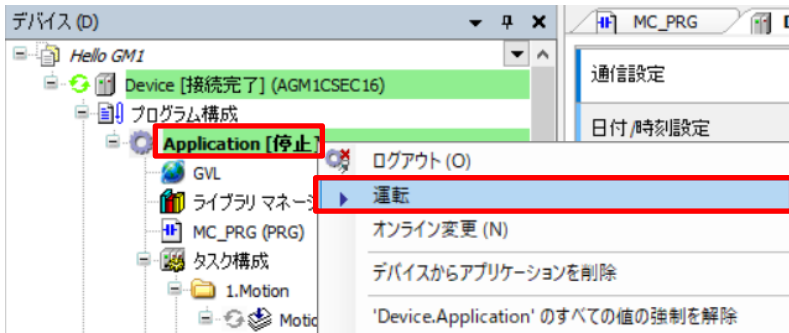 デバイス (D)
Hello GM1
Device [接続完了] (AGM1CSEC16)
プログラム構成
Application [停止]
GVL
ライブラリ マネー
MC_PRG (PRG)
タスク構成
1.Motion
Motic
MC_PRG
通信設定
日付/時刻設定
ログアウト (O)
運転
オンライン変更 (N)
デバイスからアプリケーションを削除
'Device.Application' のすべての値の強制を解除